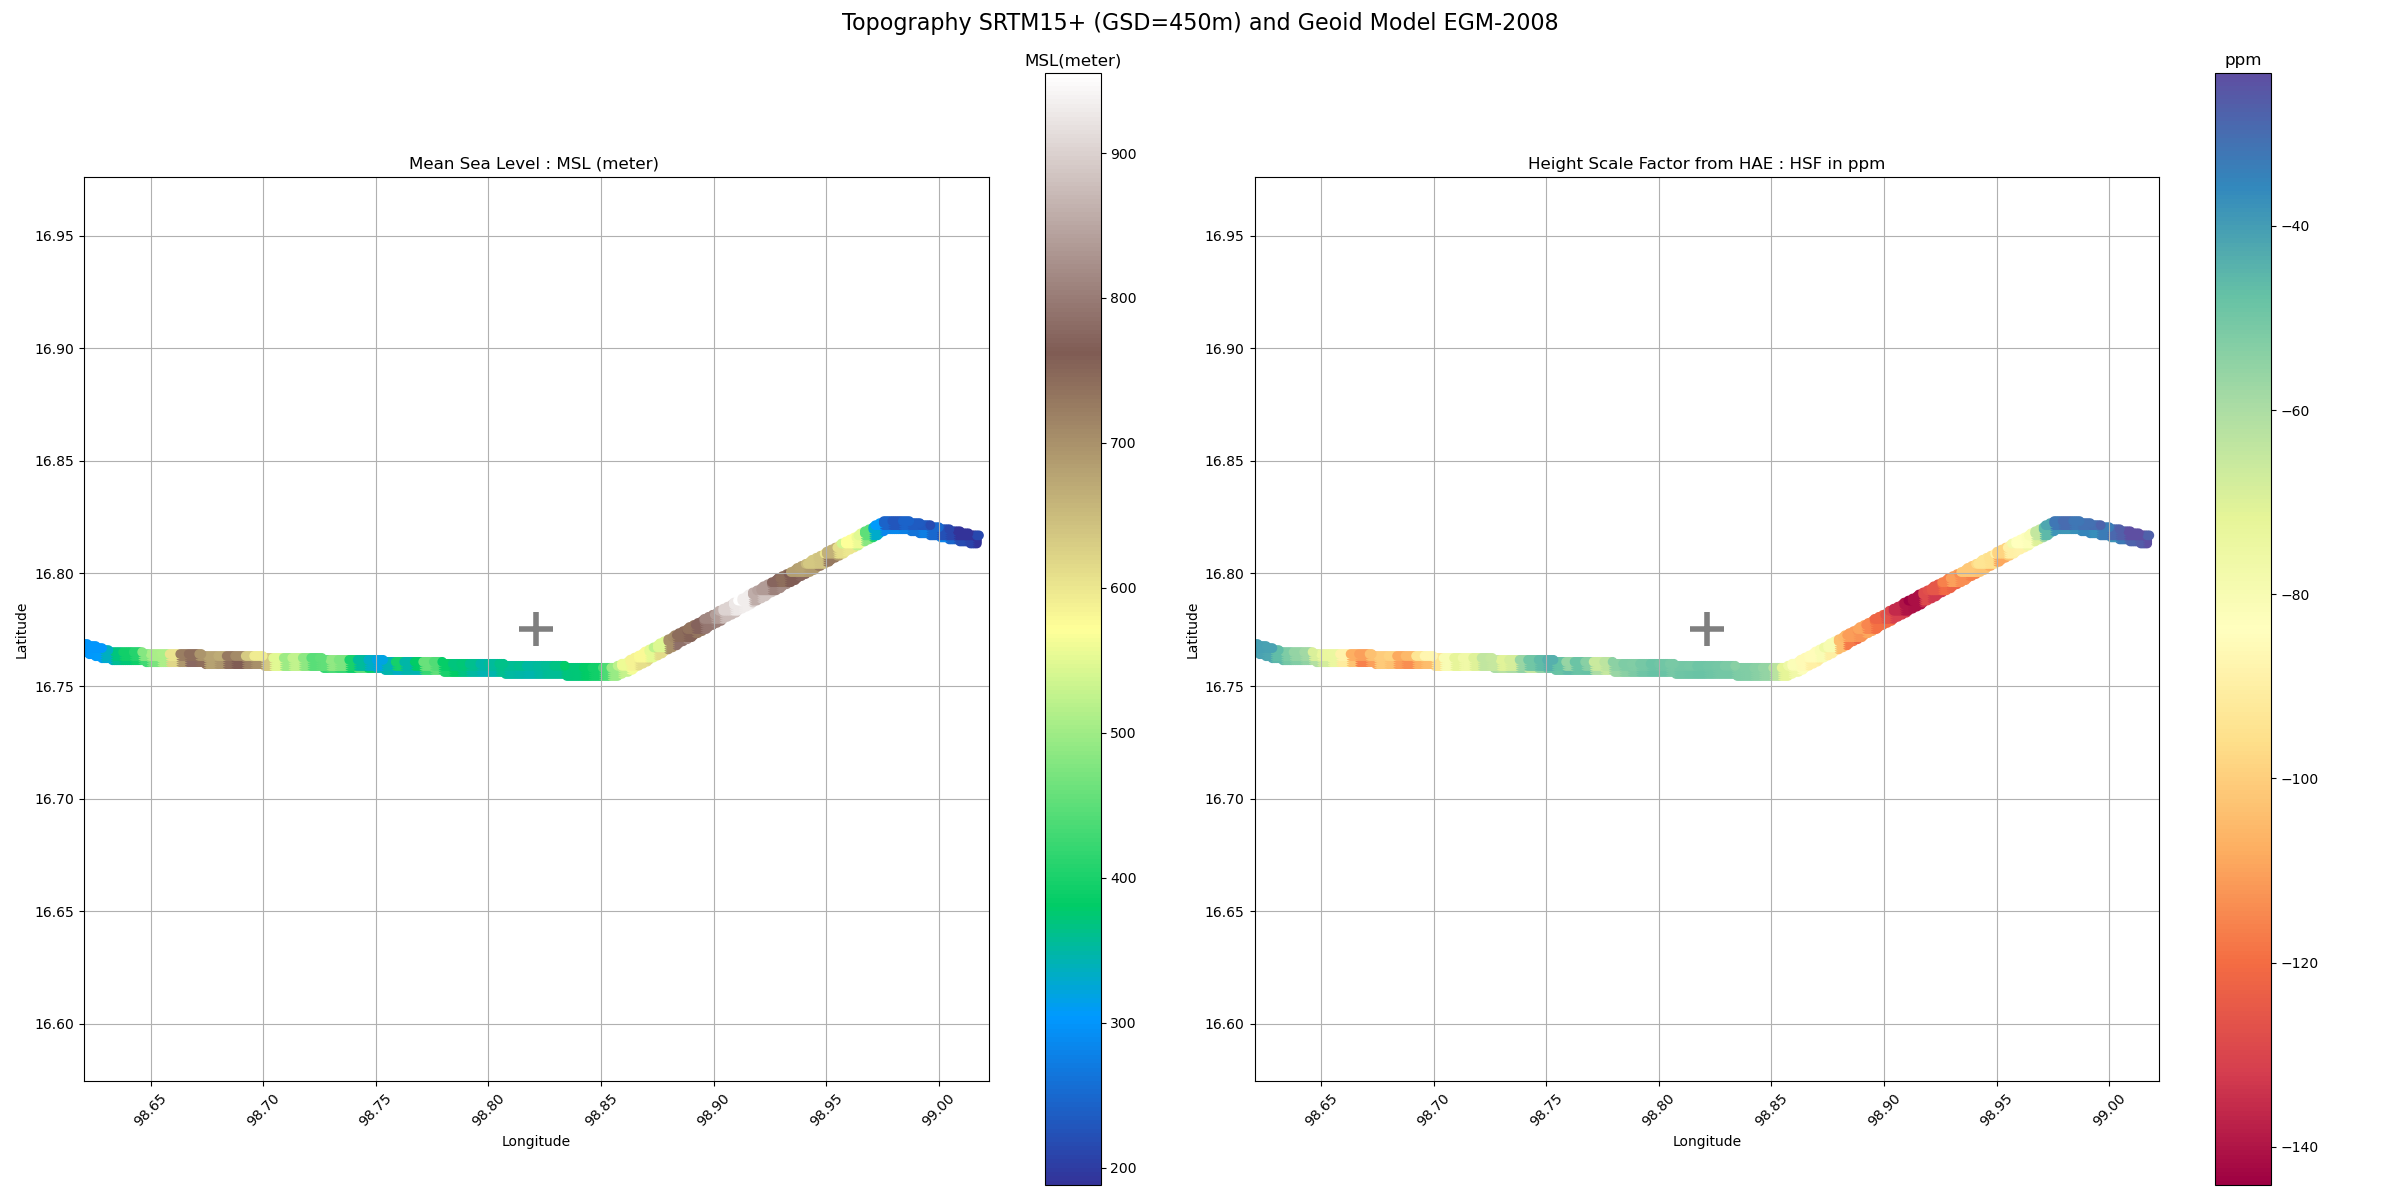 Topography SRTM15+ (GSD=450m) and Geoid Model EGM-2008
Mean Sea Level : MSL (meter)
16.95
16.90
16.85
16.80
16.75
16.70
16.65
16.60
Latitude
98.65 98.70 98.75 98.80 98.85 98.90 98.95 99.00
Longitude
MSL(meter)
900
800
700
600
500
400
300
200
Height Scale Factor from HAE : HSF in ppm
16.95
16.90
16.85
16.80
16.75
16.70
16.65
16.60
Latitude
98.65 98.70 98.75 98.80 98.85 98.90 98.95 99.00
Longitude
ppm
−40
−60
−80
−100
−120
−140